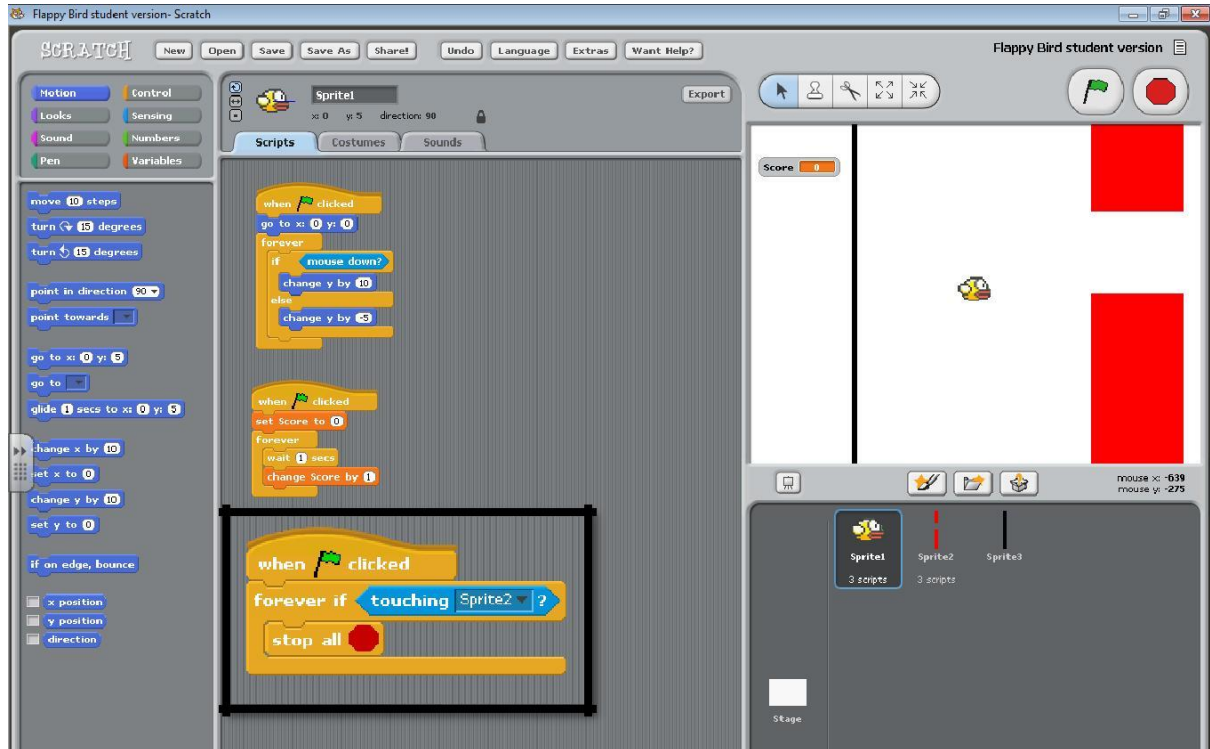 Flappy Bird student version- Scratch
SCRATCH New Open Save Save As Share! Undo Language Extras Want Help? Flappy Bird student version
Motion Control
Looks Sensing
Sound Numbers
Pen Variables
move 10 steps
turn 15 degrees
turn 15 degrees
point in direction 90
point towards
go to x: 0 y: 5
go to
glide 1 secs to x: 0 y: 5
change x by 10
set x to 0
change y by 10
set y to 0
if on edge, bounce
x position
y position
direction
Sprite1 Export
x: 0 y: 5 direction: 90
Scripts Costumes Sounds
when clicked
go to x: 0 y: 0
forever
if mouse down?
change y by 10
else
change y by -5
when clicked
set Score to 0
forever
wait 1 secs
change Score by 1
when clicked
forever if touching Sprite2 ?
stop all
Score 0
mouse x: -639
mouse y: -275
Sprite1 Sprite2 Sprite3
3 scripts 3 scripts
Stage